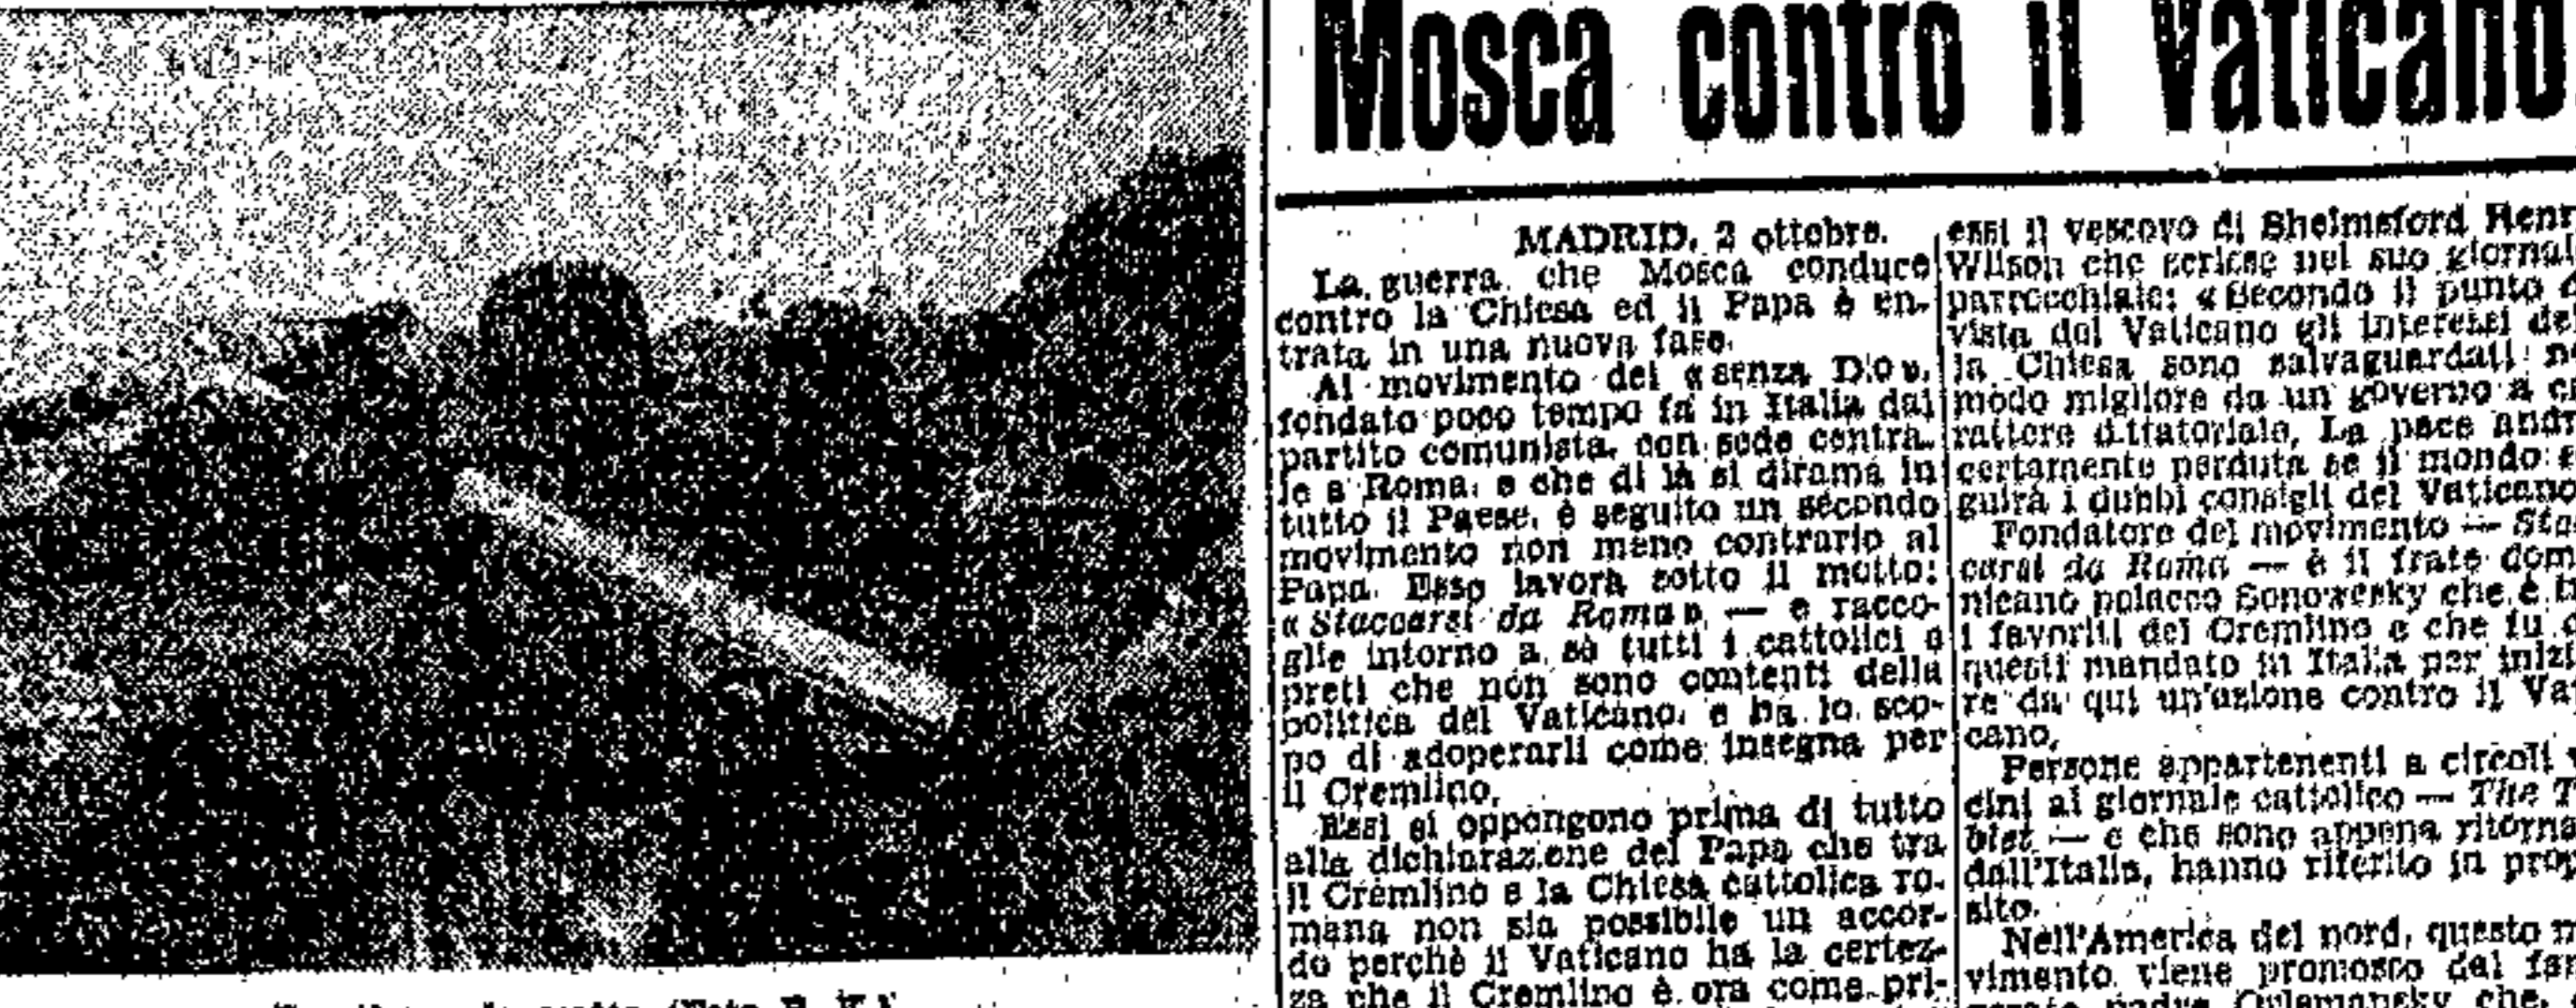 Mosca contro il Vaticano
MADRID, 2 ottobre.
La guerra che Mosca conduce
contro la Chiesa ed il Papa è en-
trata in una nuova fase.
Al movimento dei « senza Dio »,
fondato poco tempo fa in Italia dal
partito comunista, con sede centra-
le a Roma, e che di là si dirama in
tutto il Paese, è seguito un secondo
movimento non meno contrario al
Papa. Esso lavora sotto il motto:
« Staccarsi da Roma », — e racco-
glie intorno a sè tutti i cattolici e
preti che non sono contenti della
politica del Vaticano, e ha lo sco-
po di adoperarli come insegna per
il Cremlino.
Essi si oppongono prima di tutto
alla dichiarazione del Papa che tra
il Cremlino e la Chiesa cattolica ro-
mana non sia possibile un accor-
do perchè il Vaticano ha la certez-
za che il Cremlino è ora come pri-
essi il vescovo di Shelmsford
Wilson che scrisse nel suo
parrocchiale: « Secondo il punto
vista del Vaticano gli interessi
la Chiesa sono salvaguardati
modo migliore da un governo a
rattere dittatoriale. La pace
certamente perduta se il mondo
guirà i dubbi consigli del Vaticano
Fondatore del movimento —
carsi da Roma — è il frate
nicano polacco che è
i favoriti del Cremlino e che fu
questi mandato in Italia per
re da qui un'azione contro il
cano.
Persone appartenenti a circoli
cini al giornale cattolico — The
blet — e che sono appena
dall'Italia, hanno riferito in
sito.
Nell'America del nord, questo
vimento viene promosso dal
padre che,
(Foto P. K.)